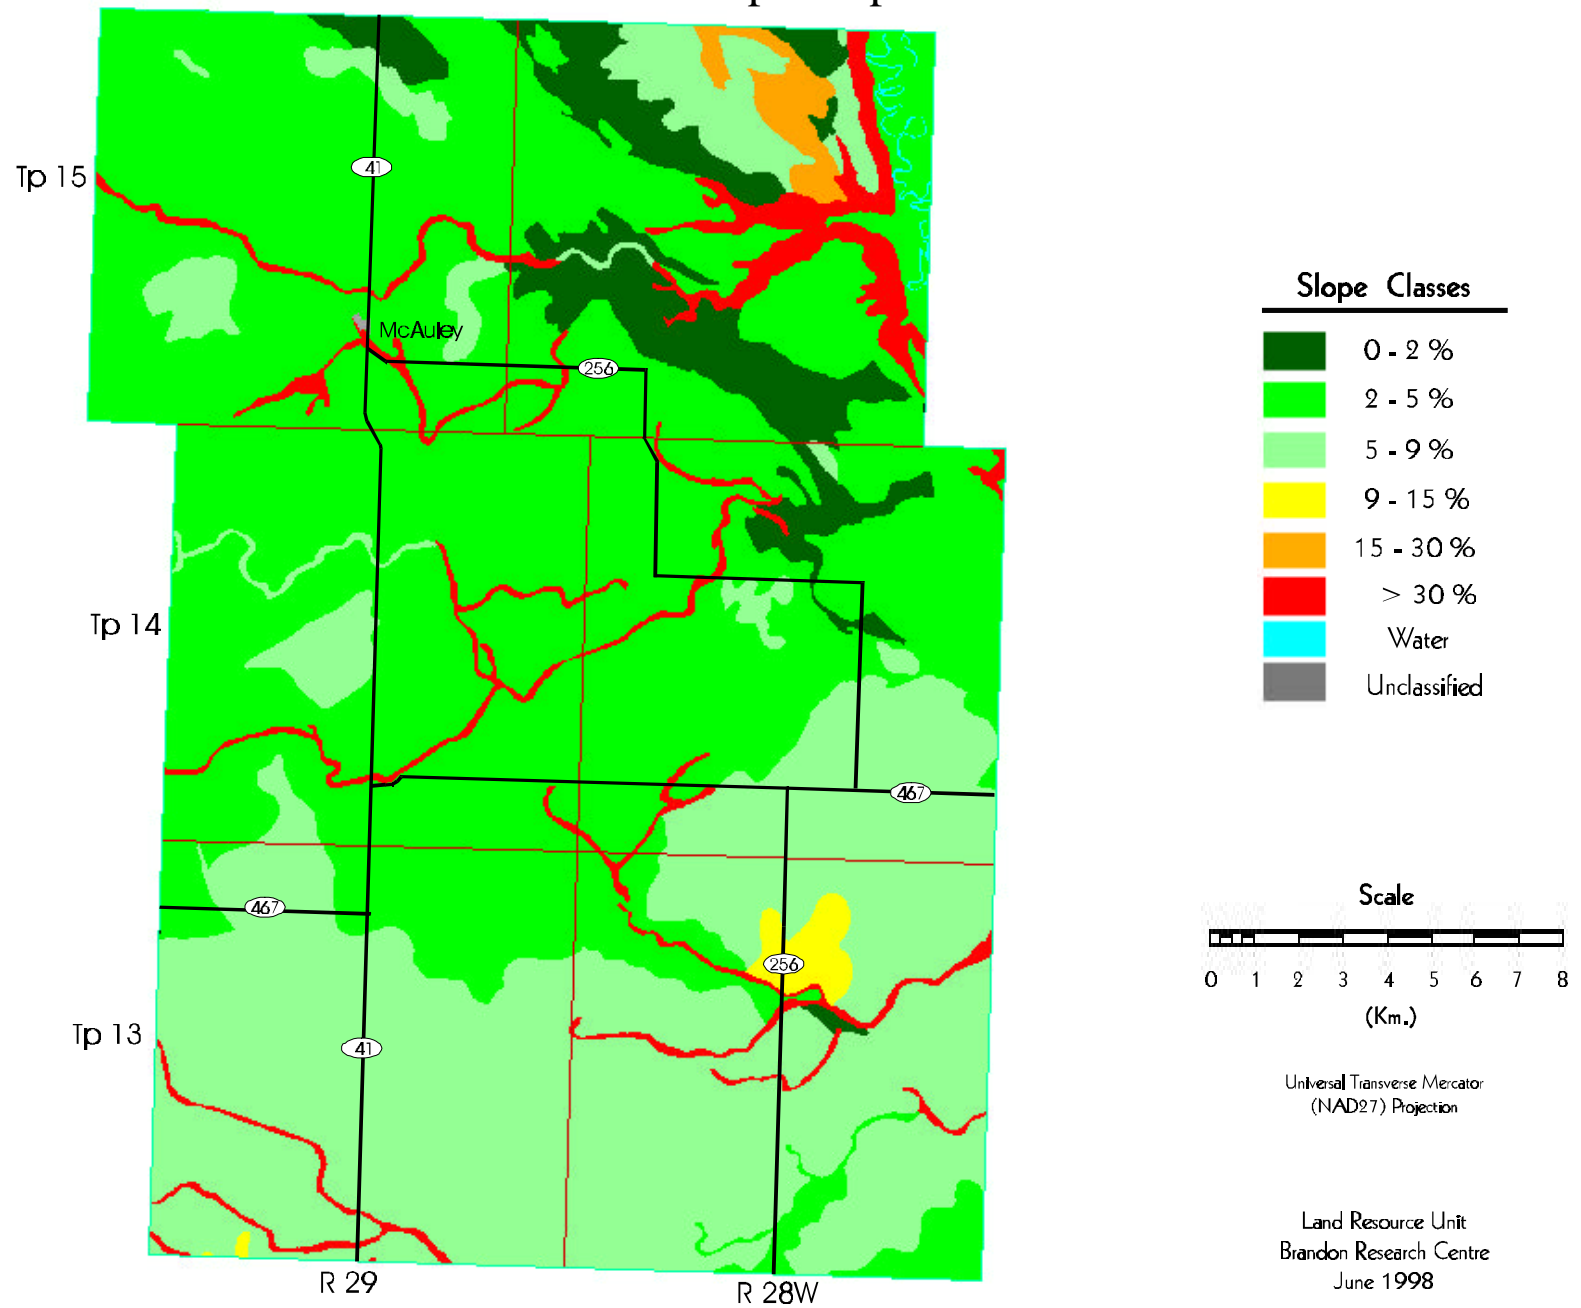 Tp 15
41
McAuley
256
Tp 14
467
467
256
Tp 13
41
R 29
R 28W
Slope Classes
0 - 2 %
2 - 5 %
5 - 9 %
9 - 15 %
15 - 30 %
> 30 %
Water
Unclassified
Scale
0 1 2 3 4 5 6 7 8
(Km.)
Universal Transverse Mercator
(NAD27) Projection
Land Resource Unit
Brandon Research Centre
June 1998